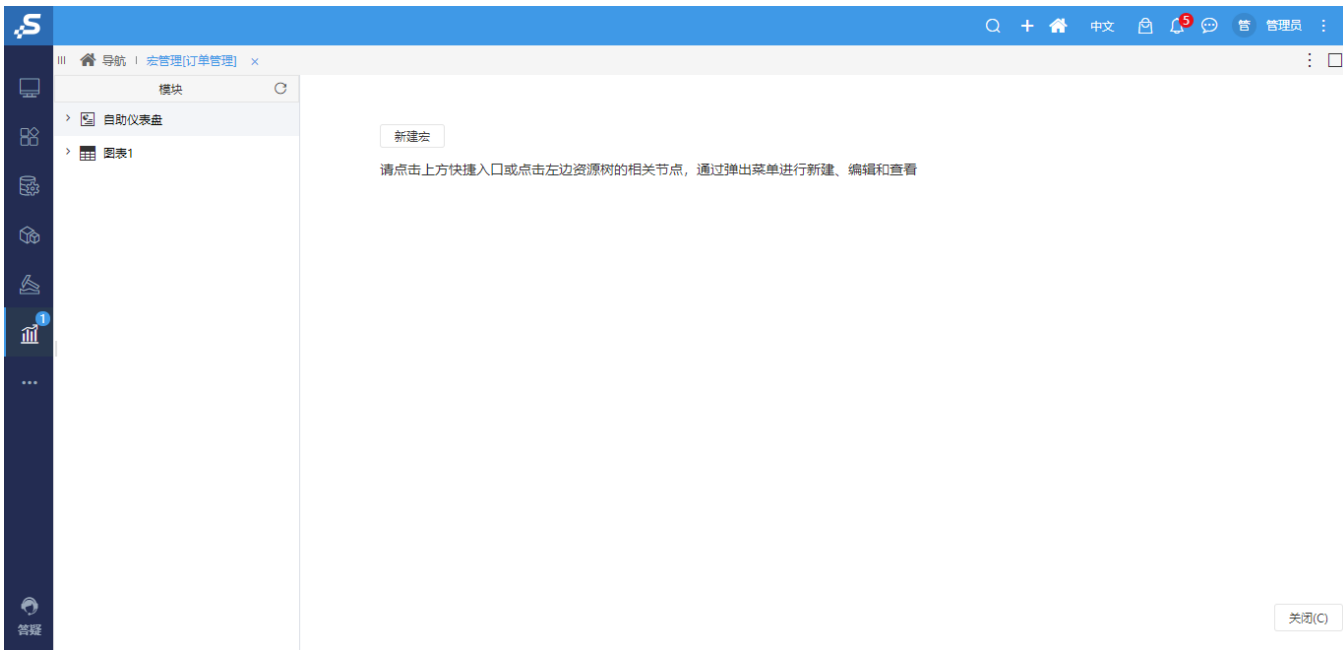 S
中文
5
管
管理员
导航
宏管理[订单管理]
模块
自助仪表盘
图表1
新建宏
请点击上方快捷入口或点击左边资源树的相关节点，通过弹出菜单进行新建、编辑和查看
1
答疑
关闭(C)